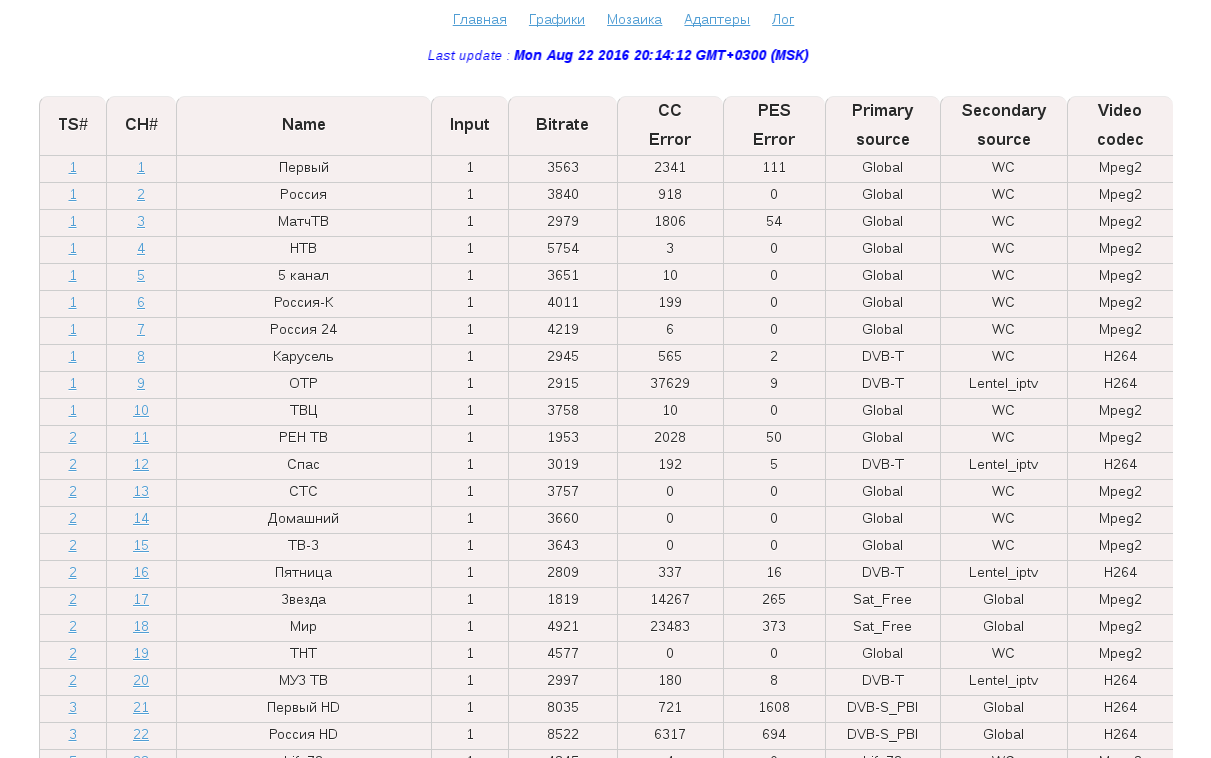 Главная Графики Мозаика Адаптеры Лог
Last update : Mon Aug 22 2016 20:14:12 GMT+0300 (MSK)
TS# CH# Name Input Bitrate CC Error PES Error Primary source Secondary source Video codec
1 1 Первый 1 3563 2341 111 Global WC Mpeg2
1 2 Россия 1 3840 918 0 Global WC Mpeg2
1 3 МатчТВ 1 2979 1806 54 Global WC Mpeg2
1 4 НТВ 1 5754 3 0 Global WC Mpeg2
1 5 5 канал 1 3651 10 0 Global WC Mpeg2
1 6 Россия-К 1 4011 199 0 Global WC Mpeg2
1 7 Россия 24 1 4219 6 0 Global WC Mpeg2
1 8 Карусель 1 2945 565 2 DVB-T WC H264
1 9 ОТР 1 2915 37629 9 DVB-T Lentel_iptv H264
1 10 ТВЦ 1 3758 10 0 Global WC Mpeg2
2 11 РЕН ТВ 1 1953 2028 50 Global WC Mpeg2
2 12 Спас 1 3019 192 5 DVB-T Lentel_iptv H264
2 13 СТС 1 3757 0 0 Global WC Mpeg2
2 14 Домашний 1 3660 0 0 Global WC Mpeg2
2 15 ТВ-3 1 3643 0 0 Global WC Mpeg2
2 16 Пятница 1 2809 337 16 DVB-T Lentel_iptv H264
2 17 Звезда 1 1819 14267 265 Sat_Free Global Mpeg2
2 18 Мир 1 4921 23483 373 Sat_Free Global Mpeg2
2 19 ТНТ 1 4577 0 0 Global WC Mpeg2
2 20 МУЗ ТВ 1 2997 180 8 DVB-T Lentel_iptv H264
3 21 Первый HD 1 8035 721 1608 DVB-S_PBI Global H264
3 22 Россия HD 1 8522 6317 694 DVB-S_PBI Global H264